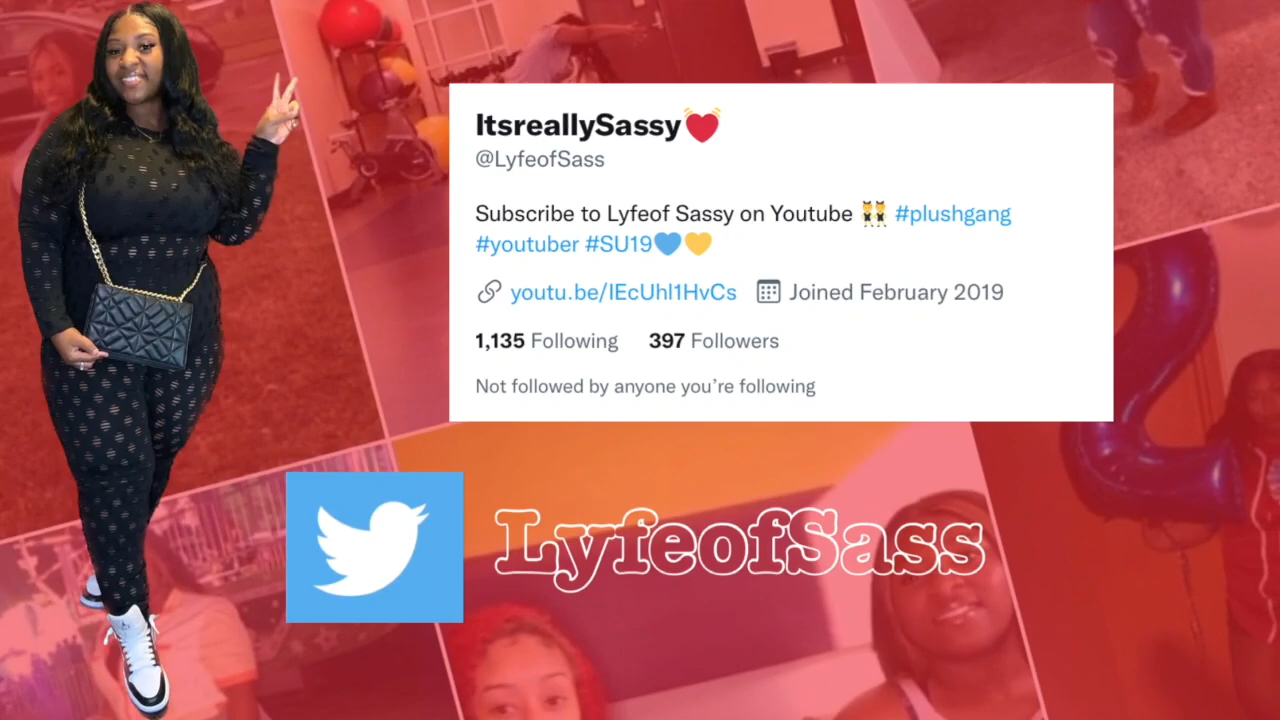 ItsreallySassy💓
@LyfeofSass
Subscribe to Lyfeof Sassy on Youtube 👯 #plushgang
#youtuber #SU19💙💛
youtu.be/lEcUhl1HvCs Joined February 2019
1,135 Following 397 Followers
Not followed by anyone you’re following
LyfeofSass